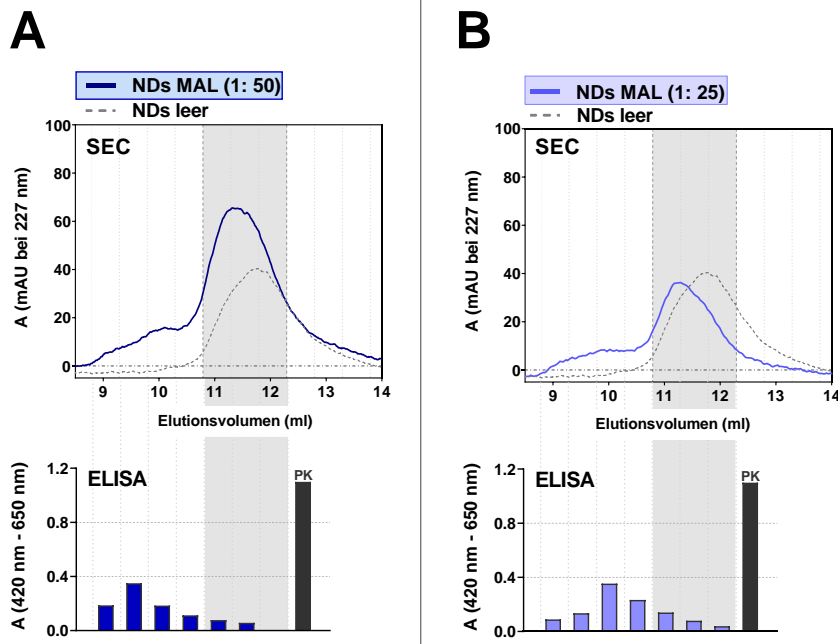 A
NDs MAL (1: 50)
NDs leer
SEC
A (mAU bei 227 nm)
100
80
60
40
20
0
9
10
11
12
13
14
Elutionsvolumen (ml)
ELISA
PK
A (420 nm - 650 nm)
1.2
0.8
0.4
0.0
B
NDs MAL (1: 25)
NDs leer
SEC
A (mAU bei 227 nm)
100
80
60
40
20
0
9
10
11
12
13
14
Elutionsvolumen (ml)
ELISA
PK
A (420 nm - 650 nm)
1.2
0.8
0.4
0.0